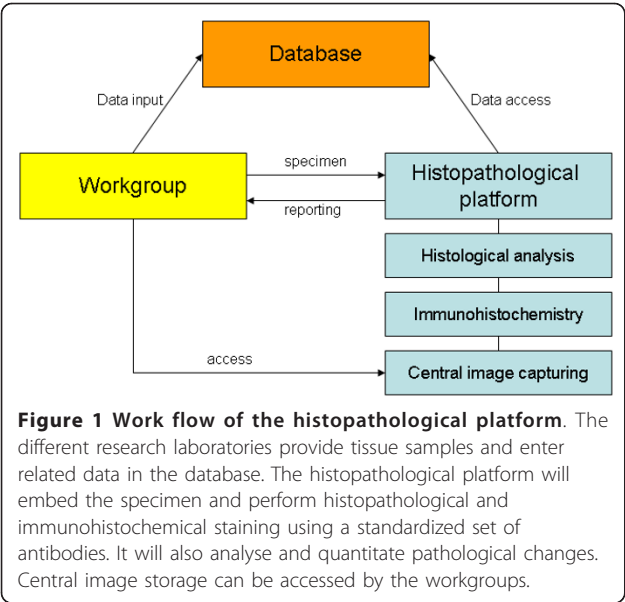 Database
Data input
Data access
Workgroup
specimen
reporting
Histopathological
platform
Histological analysis
Immunohistochemistry
access
Central image capturing
Figure 1 Work flow of the histopathological platform. The
different research laboratories provide tissue samples and enter
related data in the database. The histopathological platform will
embed the specimen and perform histopathological and
immunohistochemical staining using a standardized set of
antibodies. It will also analyse and quantitate pathological changes.
Central image storage can be accessed by the workgroups.